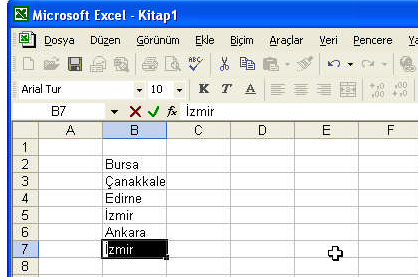 Microsoft Excel - Kitap1
Dosya Düzen Görünüm Ekle Biçim Araçlar Veri Pencere Ya
Arial Tur 10 K T A
B7 fx İzmir
A B C D E F
1
2 Bursa
3 Çanakkale
4 Edirne
5 İzmir
6 Ankara
7 İzmir
8